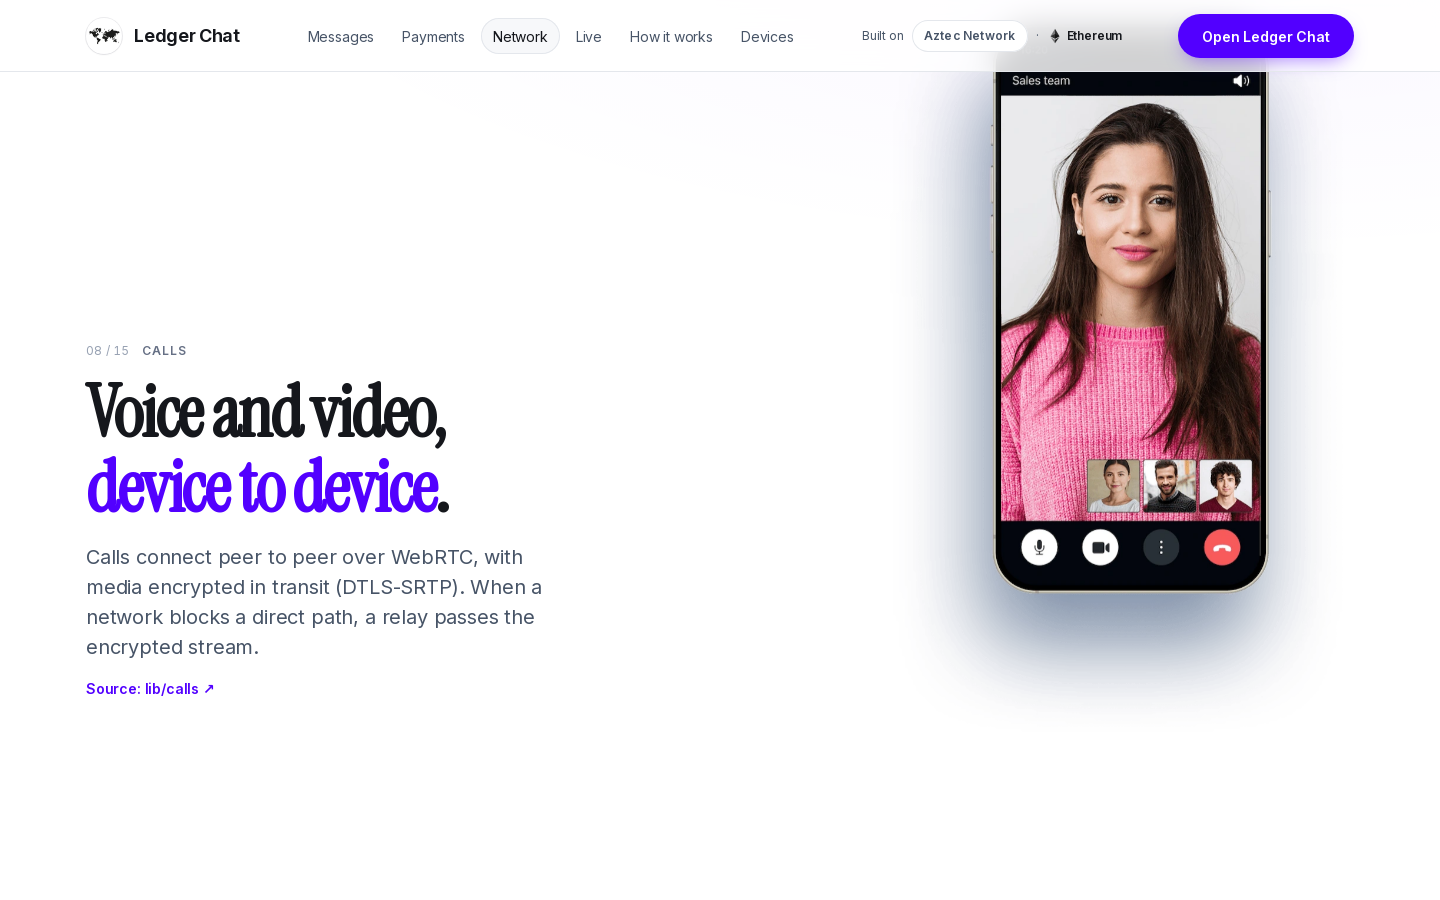 Ledger Chat
Messages
Payments
Network
Live
How it works
Devices
Built on
Aztec Network
·
Ethereum
Open Ledger Chat
Sales team
08 / 15 CALLS
Voice and video,
device to device.
Calls connect peer to peer over WebRTC, with
media encrypted in transit (DTLS-SRTP). When a
network blocks a direct path, a relay passes the
encrypted stream.
Source: lib/calls ↗